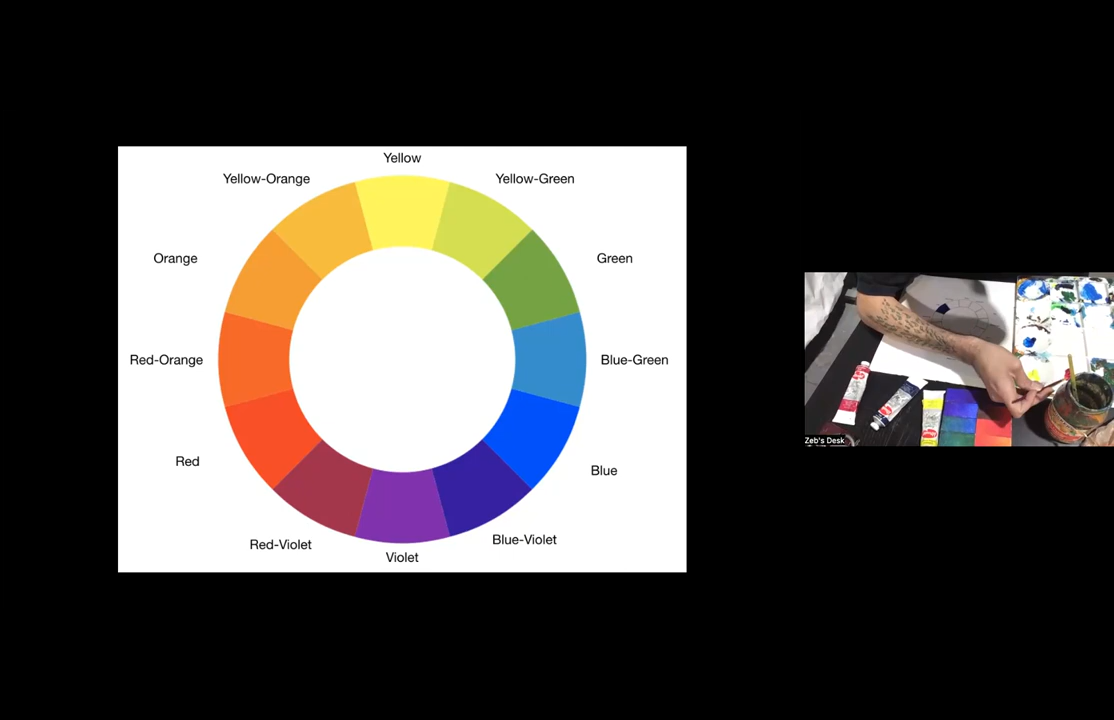 Yellow
Yellow-Orange
Yellow-Green
Orange
Green
Red-Orange
Blue-Green
Red
Blue
Red-Violet
Blue-Violet
Violet
Zeb's Desk